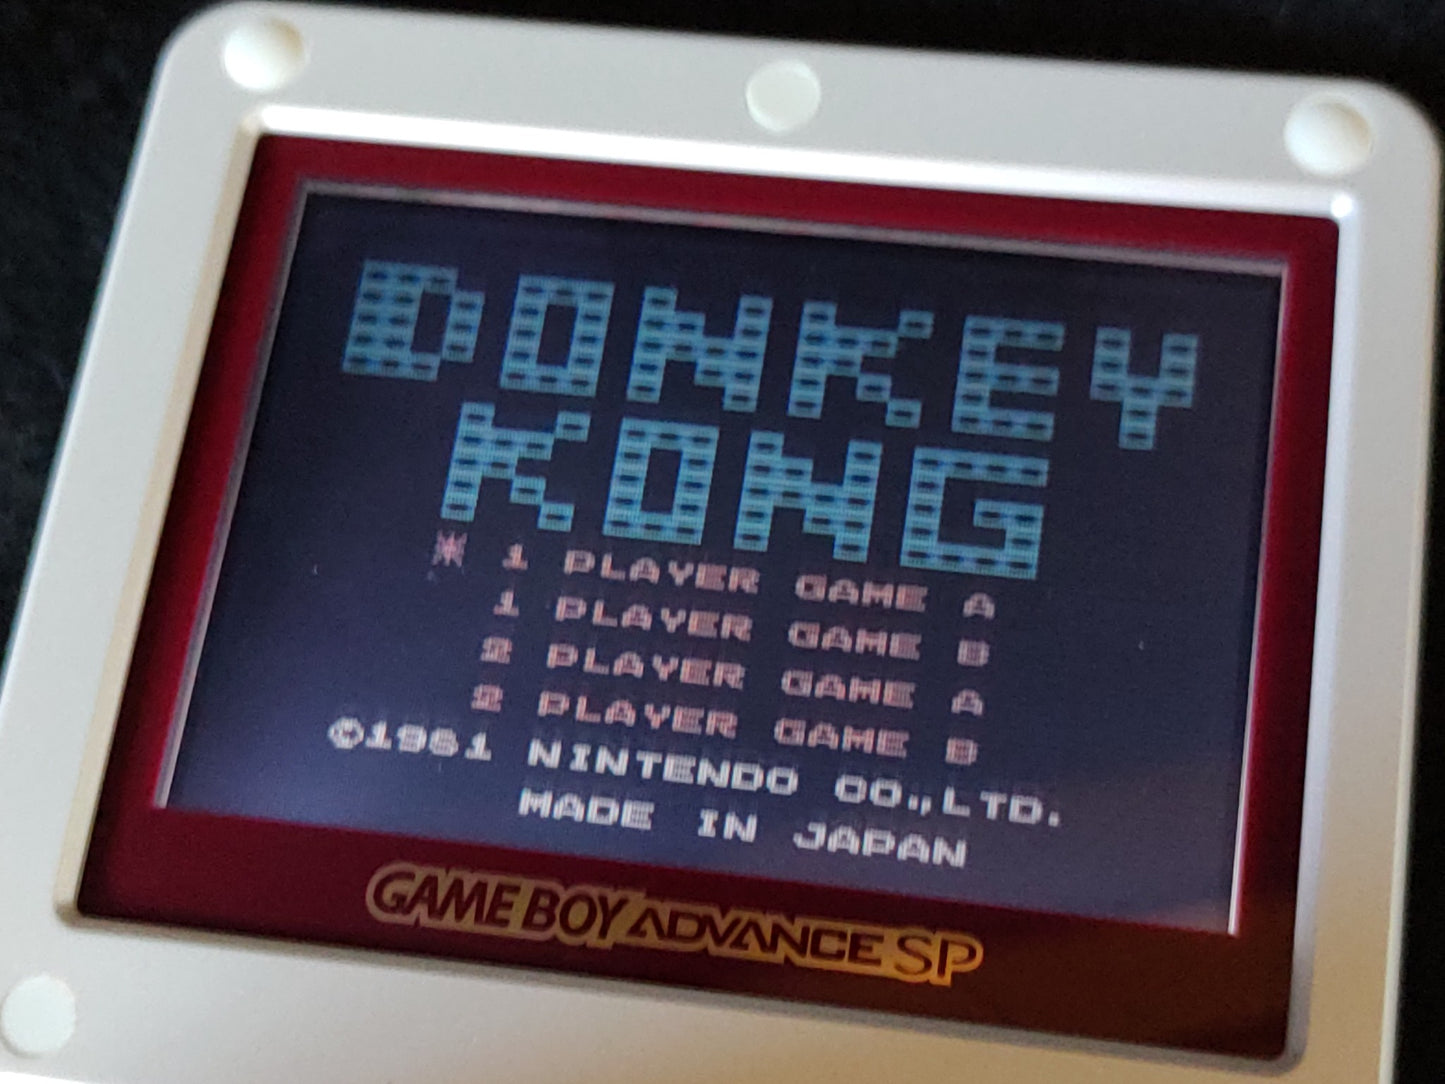 DONKEY
KONG
1 PLAYER GAME A
1 PLAYER GAME B
2 PLAYER GAME A
2 PLAYER GAME B
©1981 NINTENDO CO.,LTD.
MADE IN JAPAN
GAME BOY ADVANCE SP